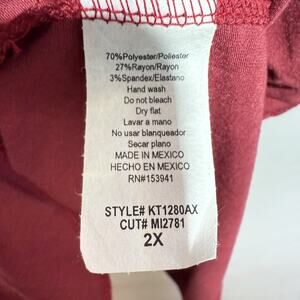 70%Polyester/Poliester
27%Rayon/Rayon
3%Spandex/Elastano
Hand wash
Do not bleach
Dry flat
Lavar a mano
No usar blanqueador
Secar plano
MADE IN MEXICO
HECHO EN MEXICO
RN#153941
STYLE# KT1280AX
CUT# MI2781
2X